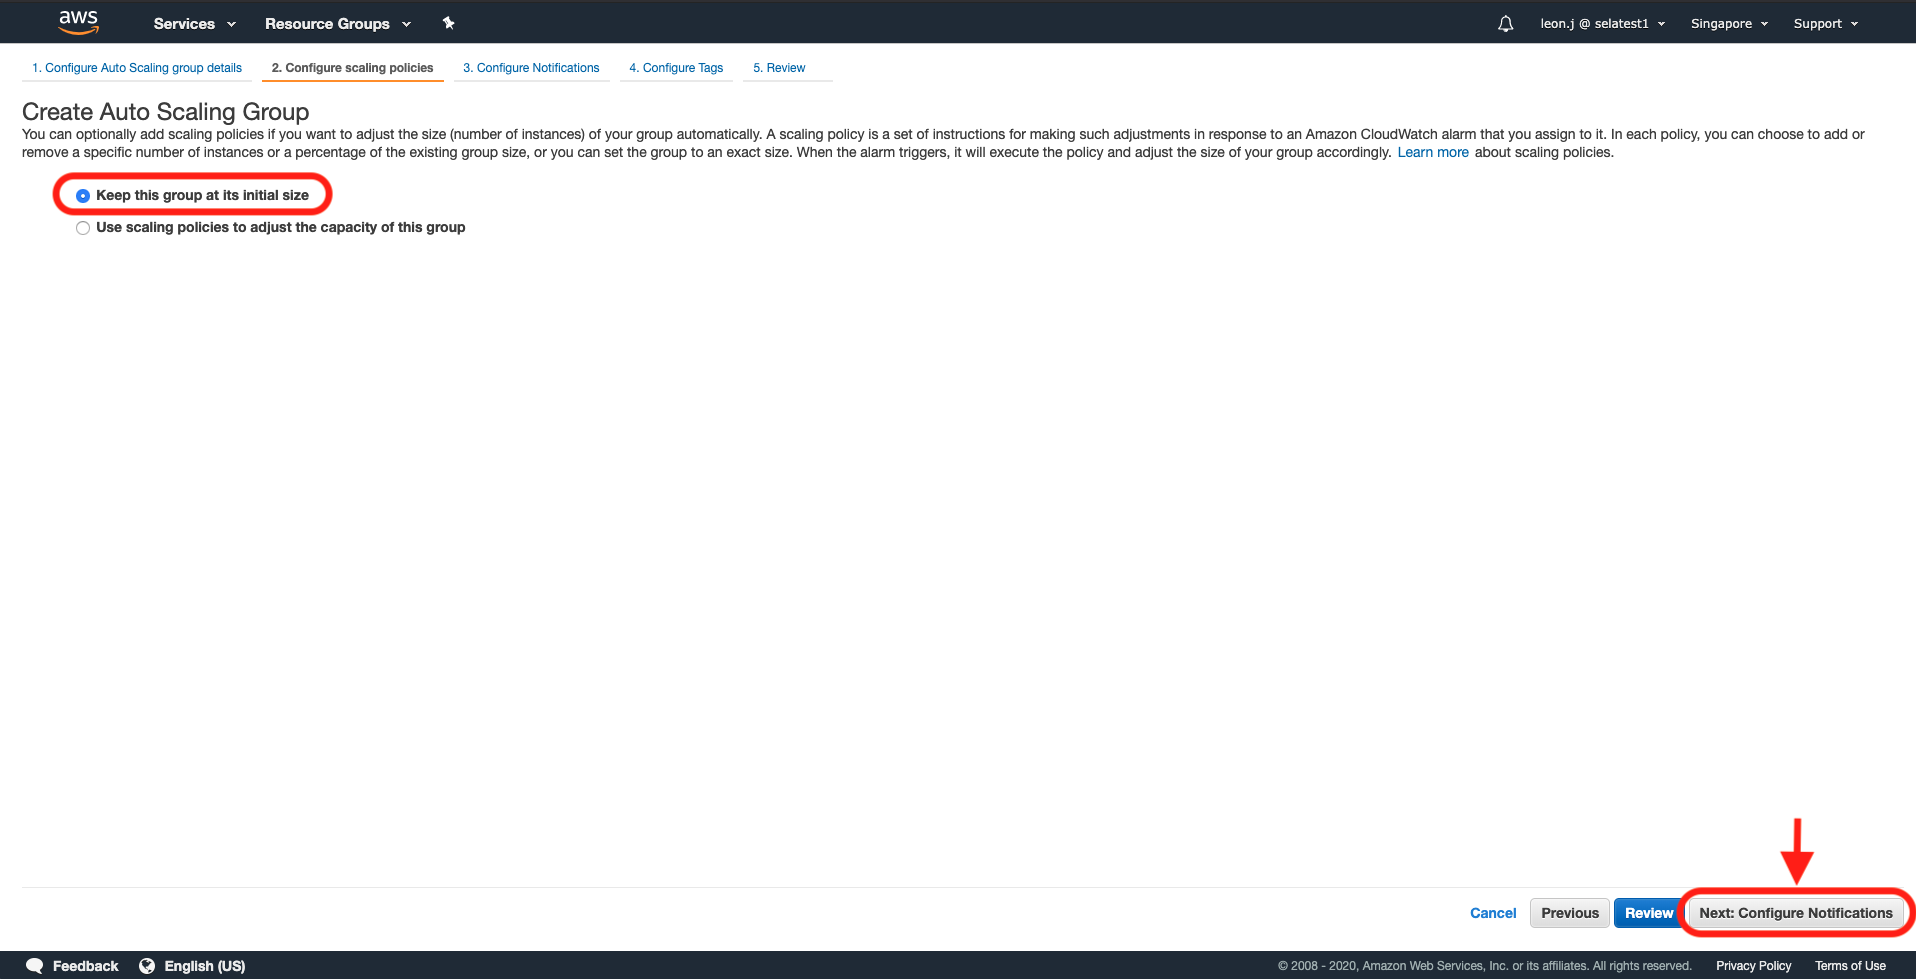 aws Services Resource Groups leon.j @ selatest1 Singapore Support
1. Configure Auto Scaling group details 2. Configure scaling policies 3. Configure Notifications 4. Configure Tags 5. Review
Create Auto Scaling Group
You can optionally add scaling policies if you want to adjust the size (number of instances) of your group automatically. A scaling policy is a set of instructions for making such adjustments in response to an Amazon CloudWatch alarm that you assign to it. In each policy, you can choose to add or
remove a specific number of instances or a percentage of the existing group size, or you can set the group to an exact size. When the alarm triggers, it will execute the policy and adjust the size of your group accordingly. Learn more about scaling policies.
Keep this group at its initial size
Use scaling policies to adjust the capacity of this group
Cancel Previous Review Next: Configure Notifications
Feedback English (US) © 2008 - 2020, Amazon Web Services, Inc. or its affiliates. All rights reserved. Privacy Policy Terms of Use